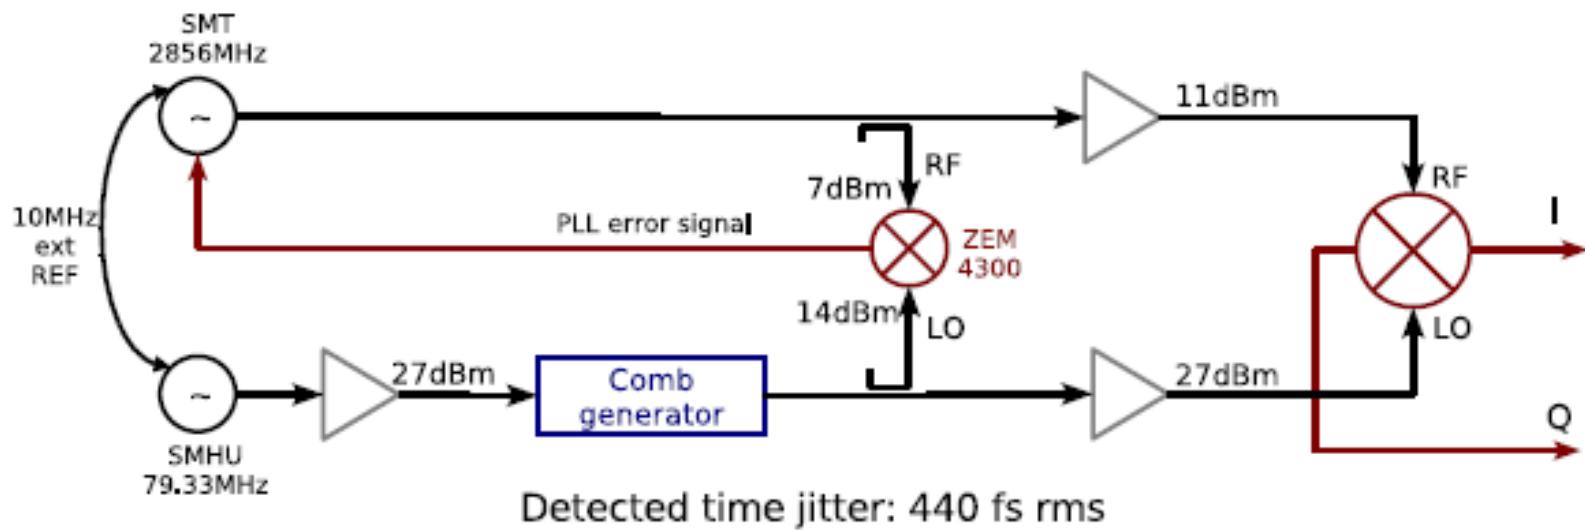 SMT
2856MHz
~
11dBm
RF
RF
7dBm
10MHz
ext
REF
PLL error signal
ZEM
4300
I
14dBm
LO
LO
27dBm
Comb
generator
27dBm
~
Q
SMHU
79.33MHz
Detected time jitter: 440 fs rms